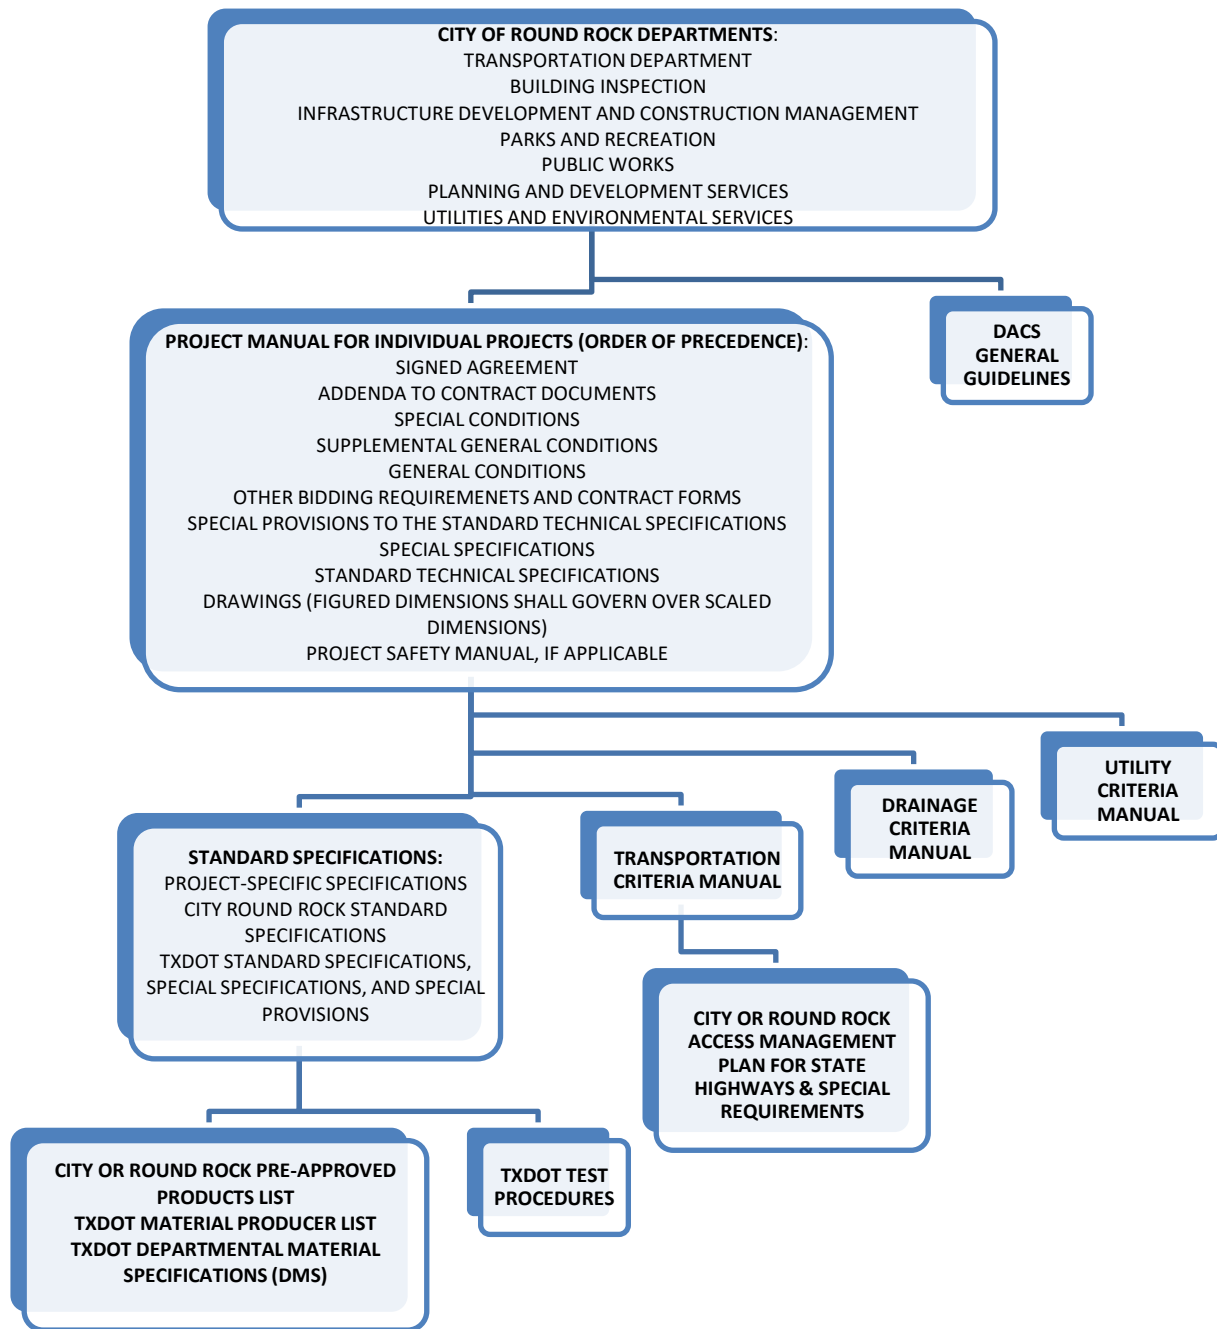 CITY OF ROUND ROCK DEPARTMENTS:
TRANSPORTATION DEPARTMENT
BUILDING INSPECTION
INFRASTRUCTURE DEVELOPMENT AND CONSTRUCTION MANAGEMENT
PARKS AND RECREATION
PUBLIC WORKS
PLANNING AND DEVELOPMENT SERVICES
UTILITIES AND ENVIRONMENTAL SERVICES
PROJECT MANUAL FOR INDIVIDUAL PROJECTS (ORDER OF PRECEDENCE):
SIGNED AGREEMENT
ADDENDA TO CONTRACT DOCUMENTS
SPECIAL CONDITIONS
SUPPLEMENTAL GENERAL CONDITIONS
GENERAL CONDITIONS
OTHER BIDDING REQUIREMENETS AND CONTRACT FORMS
SPECIAL PROVISIONS TO THE STANDARD TECHNICAL SPECIFICATIONS
SPECIAL SPECIFICATIONS
STANDARD TECHNICAL SPECIFICATIONS
DRAWINGS (FIGURED DIMENSIONS SHALL GOVERN OVER SCALED
DIMENSIONS)
PROJECT SAFETY MANUAL, IF APPLICABLE
DACS
GENERAL
GUIDELINES
STANDARD SPECIFICATIONS:
PROJECT-SPECIFIC SPECIFICATIONS
CITY ROUND ROCK STANDARD
SPECIFICATIONS
TXDOT STANDARD SPECIFICATIONS,
SPECIAL SPECIFICATIONS, AND SPECIAL
PROVISIONS
TRANSPORTATION
CRITERIA MANUAL
DRAINAGE
CRITERIA
MANUAL
UTILITY
CRITERIA
MANUAL
CITY OR ROUND ROCK
ACCESS MANAGEMENT
PLAN FOR STATE
HIGHWAYS & SPECIAL
REQUIREMENTS
CITY OR ROUND ROCK PRE-APPROVED
PRODUCTS LIST
TXDOT MATERIAL PRODUCER LIST
TXDOT DEPARTMENTAL MATERIAL
SPECIFICATIONS (DMS)
TXDOT TEST
PROCEDURES